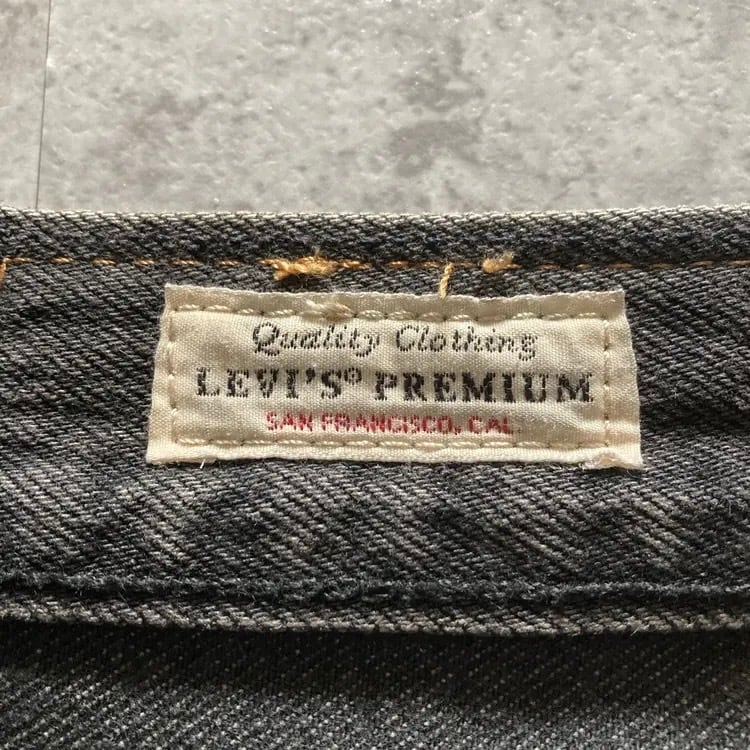 Quality Clothing
LEVI'S® PREMIUM
SAN FRANCISCO, CAL.